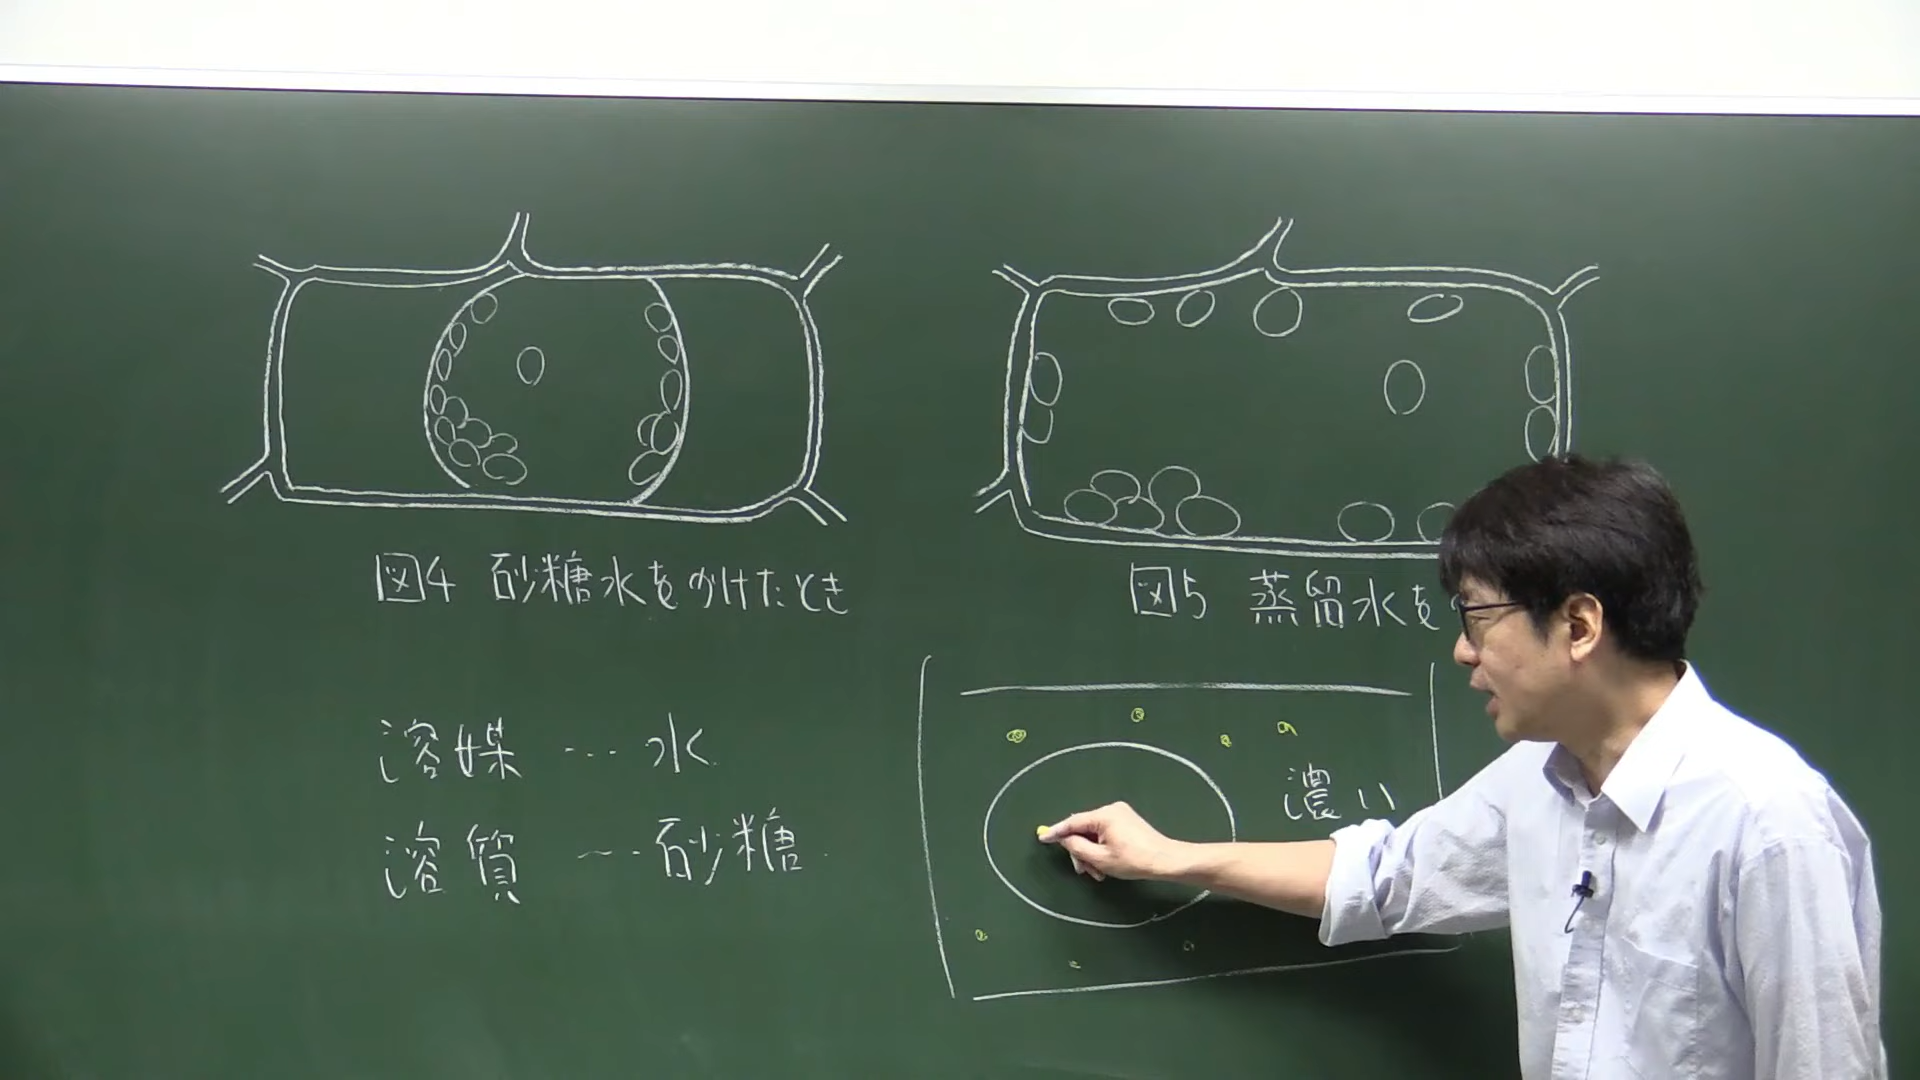 図4 砂糖水をかけたとき
図5 蒸留水を
溶媒 … 水
溶質 … 砂糖
濃い